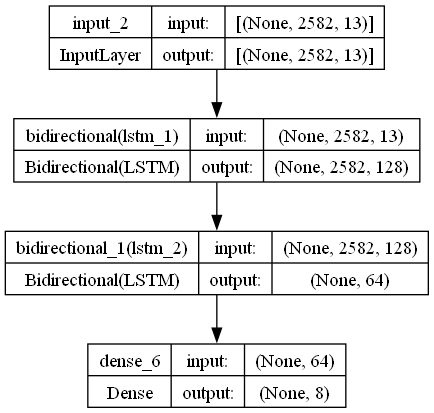 input_2 input: [(None, 2582, 13)]
InputLayer output: [(None, 2582, 13)]
bidirectional(lstm_1) input: (None, 2582, 13)
Bidirectional(LSTM) output: (None, 2582, 128)
bidirectional_1(lstm_2) input: (None, 2582, 128)
Bidirectional(LSTM) output: (None, 64)
dense_6 input: (None, 64)
Dense output: (None, 8)